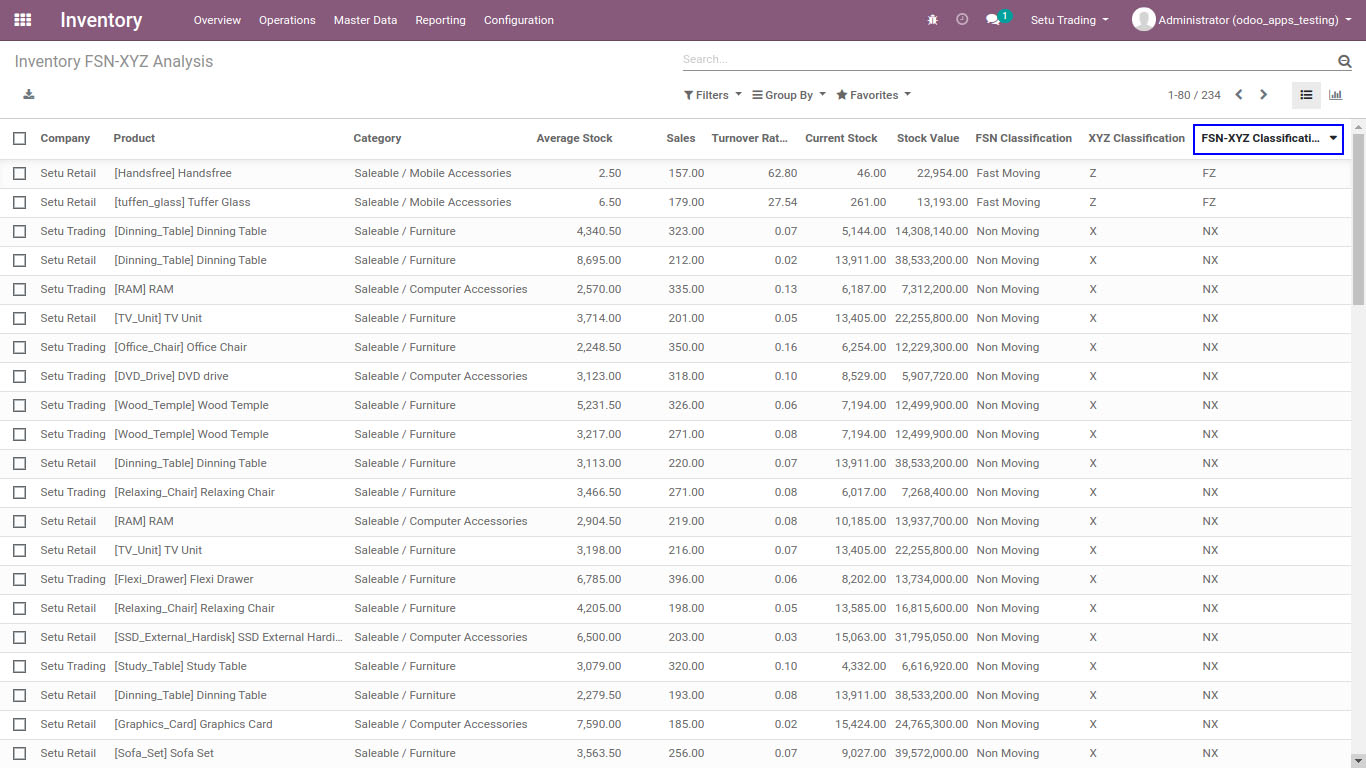 Inventory Overview Operations Master Data Reporting Configuration 1 Setu Trading Administrator (odoo_apps_testing)
Inventory FSN-XYZ Analysis Search...
Filters Group By Favorites 1-80 / 234
Company Product Category Average Stock Sales Turnover Rat... Current Stock Stock Value FSN Classification XYZ Classification FSN-XYZ Classificati...
Setu Retail [Handsfree] Handsfree Saleable / Mobile Accessories 2.50 157.00 62.80 46.00 22,954.00 Fast Moving Z FZ
Setu Retail [tuffen_glass] Tuffer Glass Saleable / Mobile Accessories 6.50 179.00 27.54 261.00 13,193.00 Fast Moving Z FZ
Setu Trading [Dinning_Table] Dinning Table Saleable / Furniture 4,340.50 323.00 0.07 5,144.00 14,308,140.00 Non Moving X NX
Setu Retail [Dinning_Table] Dinning Table Saleable / Furniture 8,695.00 212.00 0.02 13,911.00 38,533,200.00 Non Moving X NX
Setu Trading [RAM] RAM Saleable / Computer Accessories 2,570.00 335.00 0.13 6,187.00 7,312,200.00 Non Moving X NX
Setu Retail [TV_Unit] TV Unit Saleable / Furniture 3,714.00 201.00 0.05 13,405.00 22,255,800.00 Non Moving X NX
Setu Trading [Office_Chair] Office Chair Saleable / Furniture 2,248.50 350.00 0.16 6,254.00 12,229,300.00 Non Moving X NX
Setu Trading [DVD_Drive] DVD drive Saleable / Computer Accessories 3,123.00 318.00 0.10 8,529.00 5,907,720.00 Non Moving X NX
Setu Trading [Wood_Temple] Wood Temple Saleable / Furniture 5,231.50 326.00 0.06 7,194.00 12,499,900.00 Non Moving X NX
Setu Trading [Wood_Temple] Wood Temple Saleable / Furniture 3,217.00 271.00 0.08 7,194.00 12,499,900.00 Non Moving X NX
Setu Retail [Dinning_Table] Dinning Table Saleable / Furniture 3,113.00 220.00 0.07 13,911.00 38,533,200.00 Non Moving X NX
Setu Trading [Relaxing_Chair] Relaxing Chair Saleable / Furniture 3,466.50 271.00 0.08 6,017.00 7,268,400.00 Non Moving X NX
Setu Retail [RAM] RAM Saleable / Computer Accessories 2,904.50 219.00 0.08 10,185.00 13,937,700.00 Non Moving X NX
Setu Retail [TV_Unit] TV Unit Saleable / Furniture 3,198.00 216.00 0.07 13,405.00 22,255,800.00 Non Moving X NX
Setu Trading [Flexi_Drawer] Flexi Drawer Saleable / Furniture 6,785.00 396.00 0.06 8,202.00 13,734,000.00 Non Moving X NX
Setu Retail [Relaxing_Chair] Relaxing Chair Saleable / Furniture 4,205.00 198.00 0.05 13,585.00 16,815,600.00 Non Moving X NX
Setu Retail [SSD_External_Hardisk] SSD External Hardi... Saleable / Computer Accessories 6,500.00 203.00 0.03 15,063.00 31,795,050.00 Non Moving X NX
Setu Trading [Study_Table] Study Table Saleable / Furniture 3,079.00 320.00 0.10 4,332.00 6,616,920.00 Non Moving X NX
Setu Retail [Dinning_Table] Dinning Table Saleable / Furniture 2,279.50 193.00 0.08 13,911.00 38,533,200.00 Non Moving X NX
Setu Retail [Graphics_Card] Graphics Card Saleable / Computer Accessories 7,590.00 185.00 0.02 15,424.00 24,765,300.00 Non Moving X NX
Setu Retail [Sofa_Set] Sofa Set Saleable / Furniture 3,563.50 256.00 0.07 9,027.00 39,572,000.00 Non Moving X NX